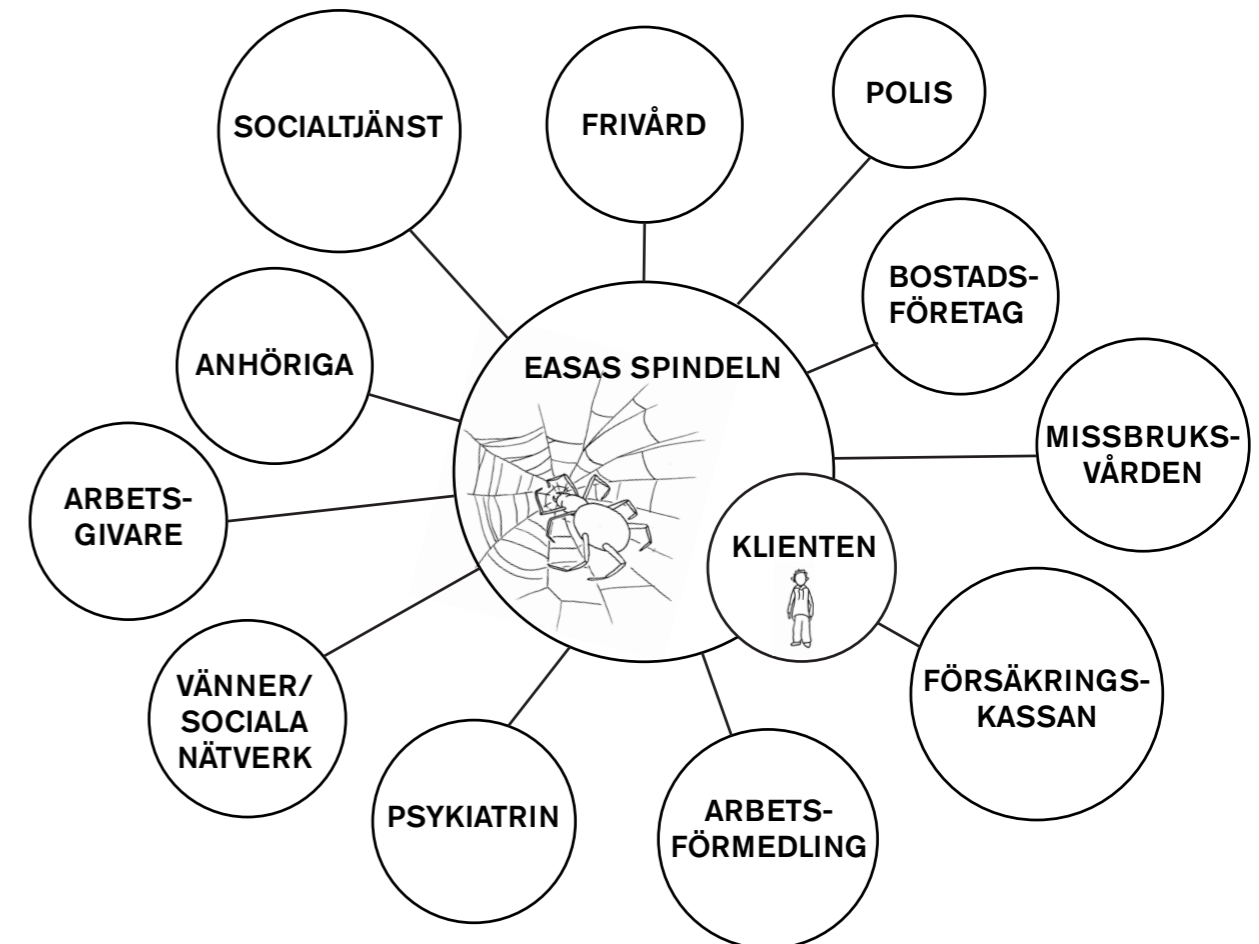 SOCIALTJÄNST
FRIVÅRD
POLIS
BOSTADS-
FÖRETAG
ANHÖRIGA
EASAS SPINDELN
MISSBRUKS-
VÅRDEN
ARBETS-
GIVARE
KLIENTEN
VÄNNER/
SOCIALA
NÄTVERK
FÖRSÄKRINGS-
KASSAN
PSYKIATRIN
ARBETS-
FÖRMEDLING